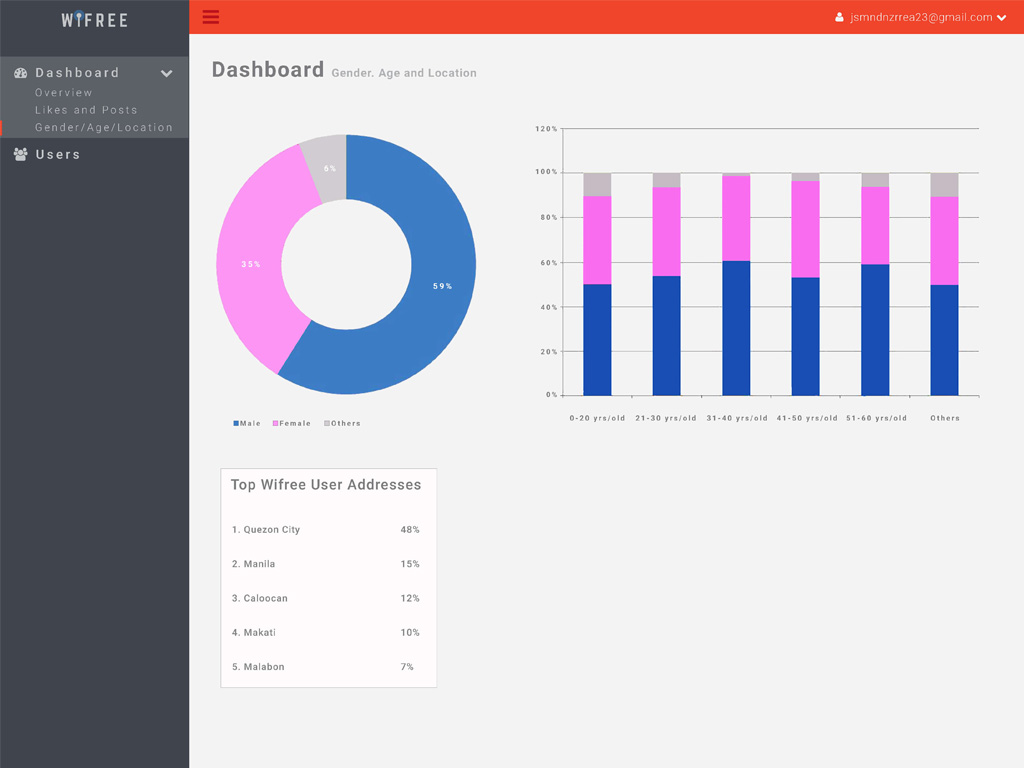 WIFREE
jsmndnzrrea23@gmail.com
Dashboard
Overview
Likes and Posts
Gender/Age/Location
Users
Dashboard Gender. Age and Location
6%
35%
59%
Male Female Others
120%
100%
80%
60%
40%
20%
0%
0-20 yrs/old 21-30 yrs/old 31-40 yrs/old 41-50 yrs/old 51-60 yrs/old Others
Top Wifree User Addresses
1. Quezon City 48%
2. Manila 15%
3. Caloocan 12%
4. Makati 10%
5. Malabon 7%